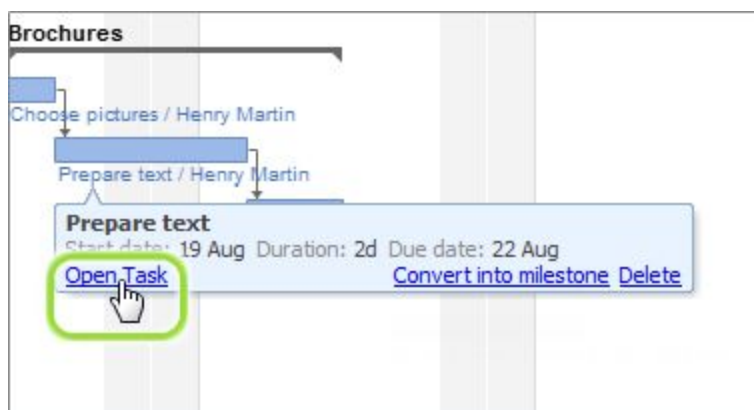 Brochures
Choose pictures / Henry Martin
Prepare text / Henry Martin
Prepare text
Start date: 19 Aug Duration: 2d Due date: 22 Aug
Open Task Convert into milestone Delete